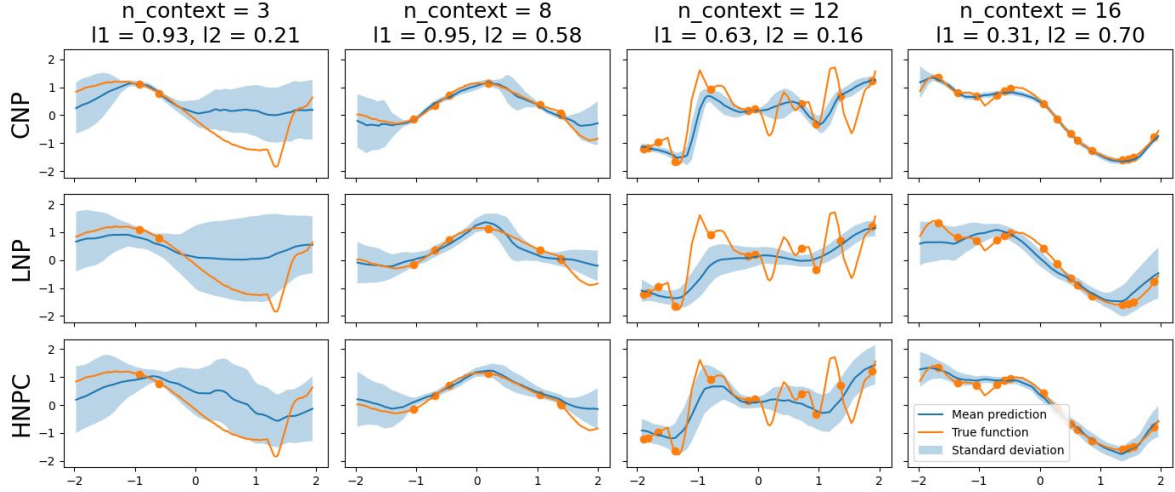 n_context = 3
l1 = 0.93, l2 = 0.21
n_context = 8
l1 = 0.95, l2 = 0.58
n_context = 12
l1 = 0.63, l2 = 0.16
n_context = 16
l1 = 0.31, l2 = 0.70
CNP
2
1
0
−1
−2
LNP
2
1
0
−1
−2
HNPC
2
1
0
−1
−2
Mean prediction
True function
Standard deviation
−2 −1 0 1 2
−2 −1 0 1 2
−2 −1 0 1 2
−2 −1 0 1 2